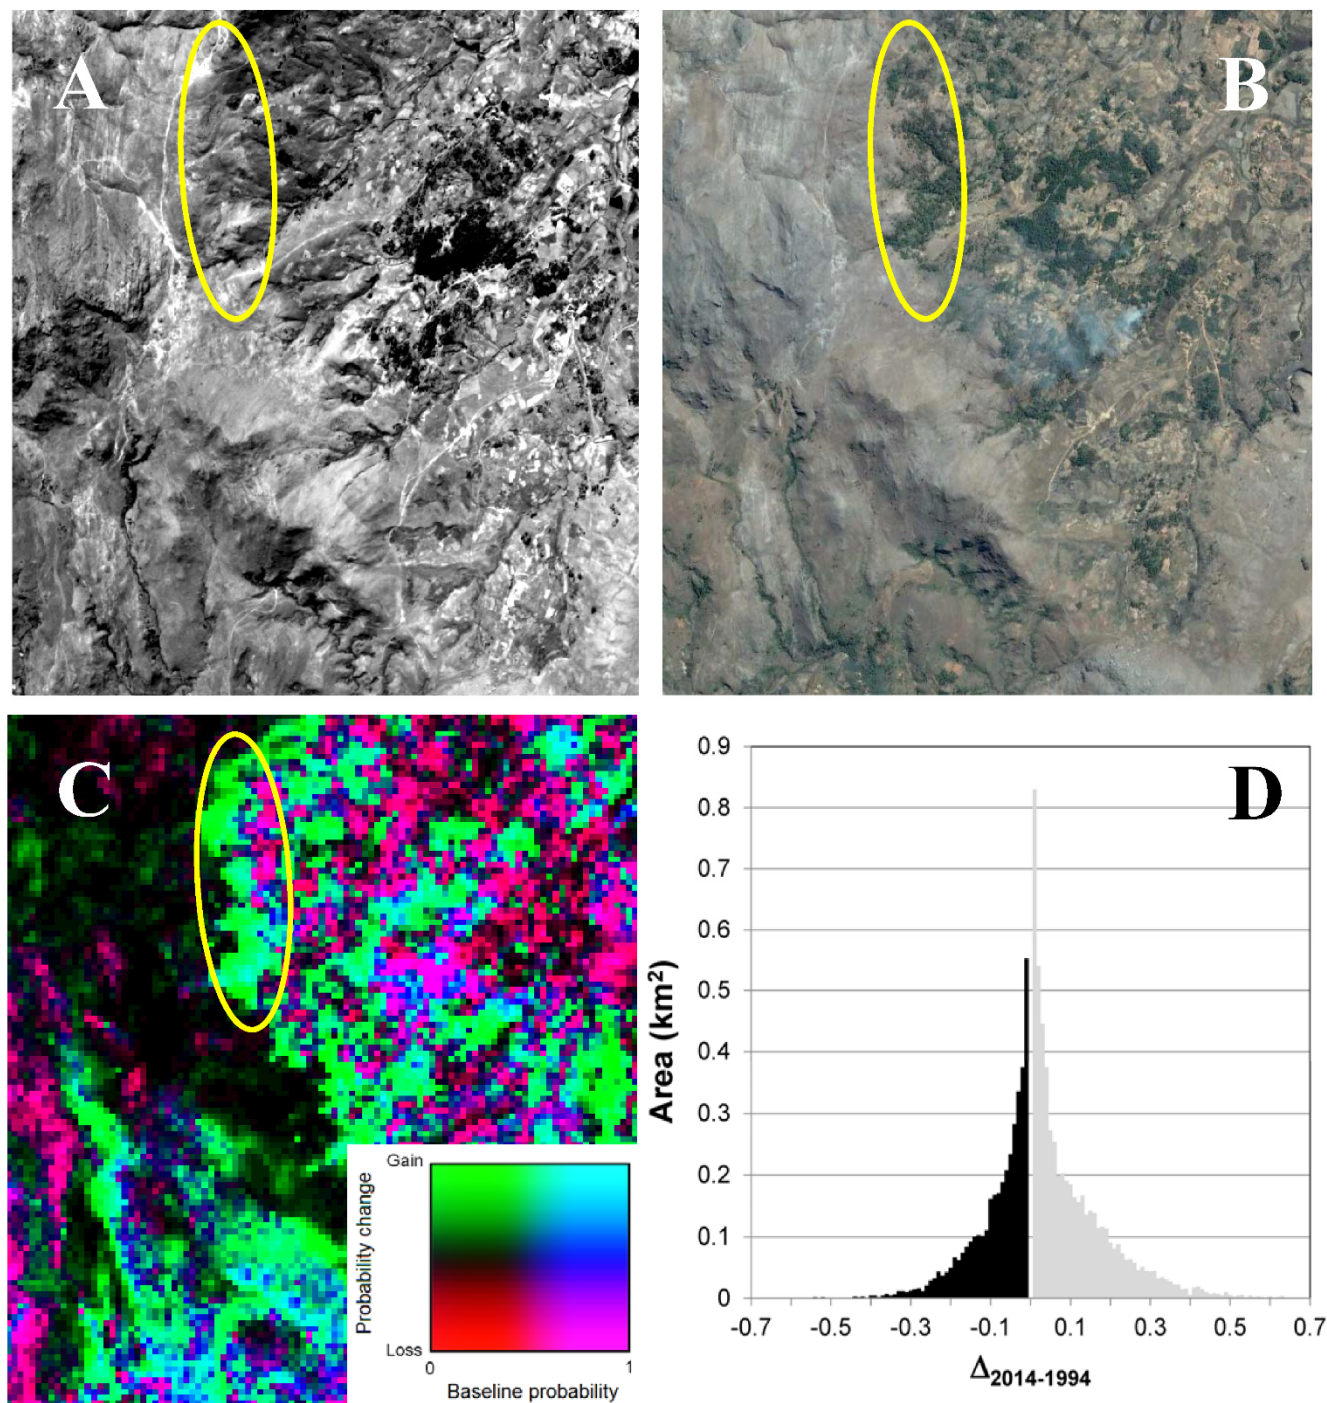 A
B
C
Gain
Probability change
Loss
0
1
Baseline probability
D
0.9
0.8
0.7
0.6
0.5
0.4
0.3
0.2
0.1
0
Area (km²)
-0.7 -0.5 -0.3 -0.1 0.1 0.3 0.5 0.7
Δ2014-1994